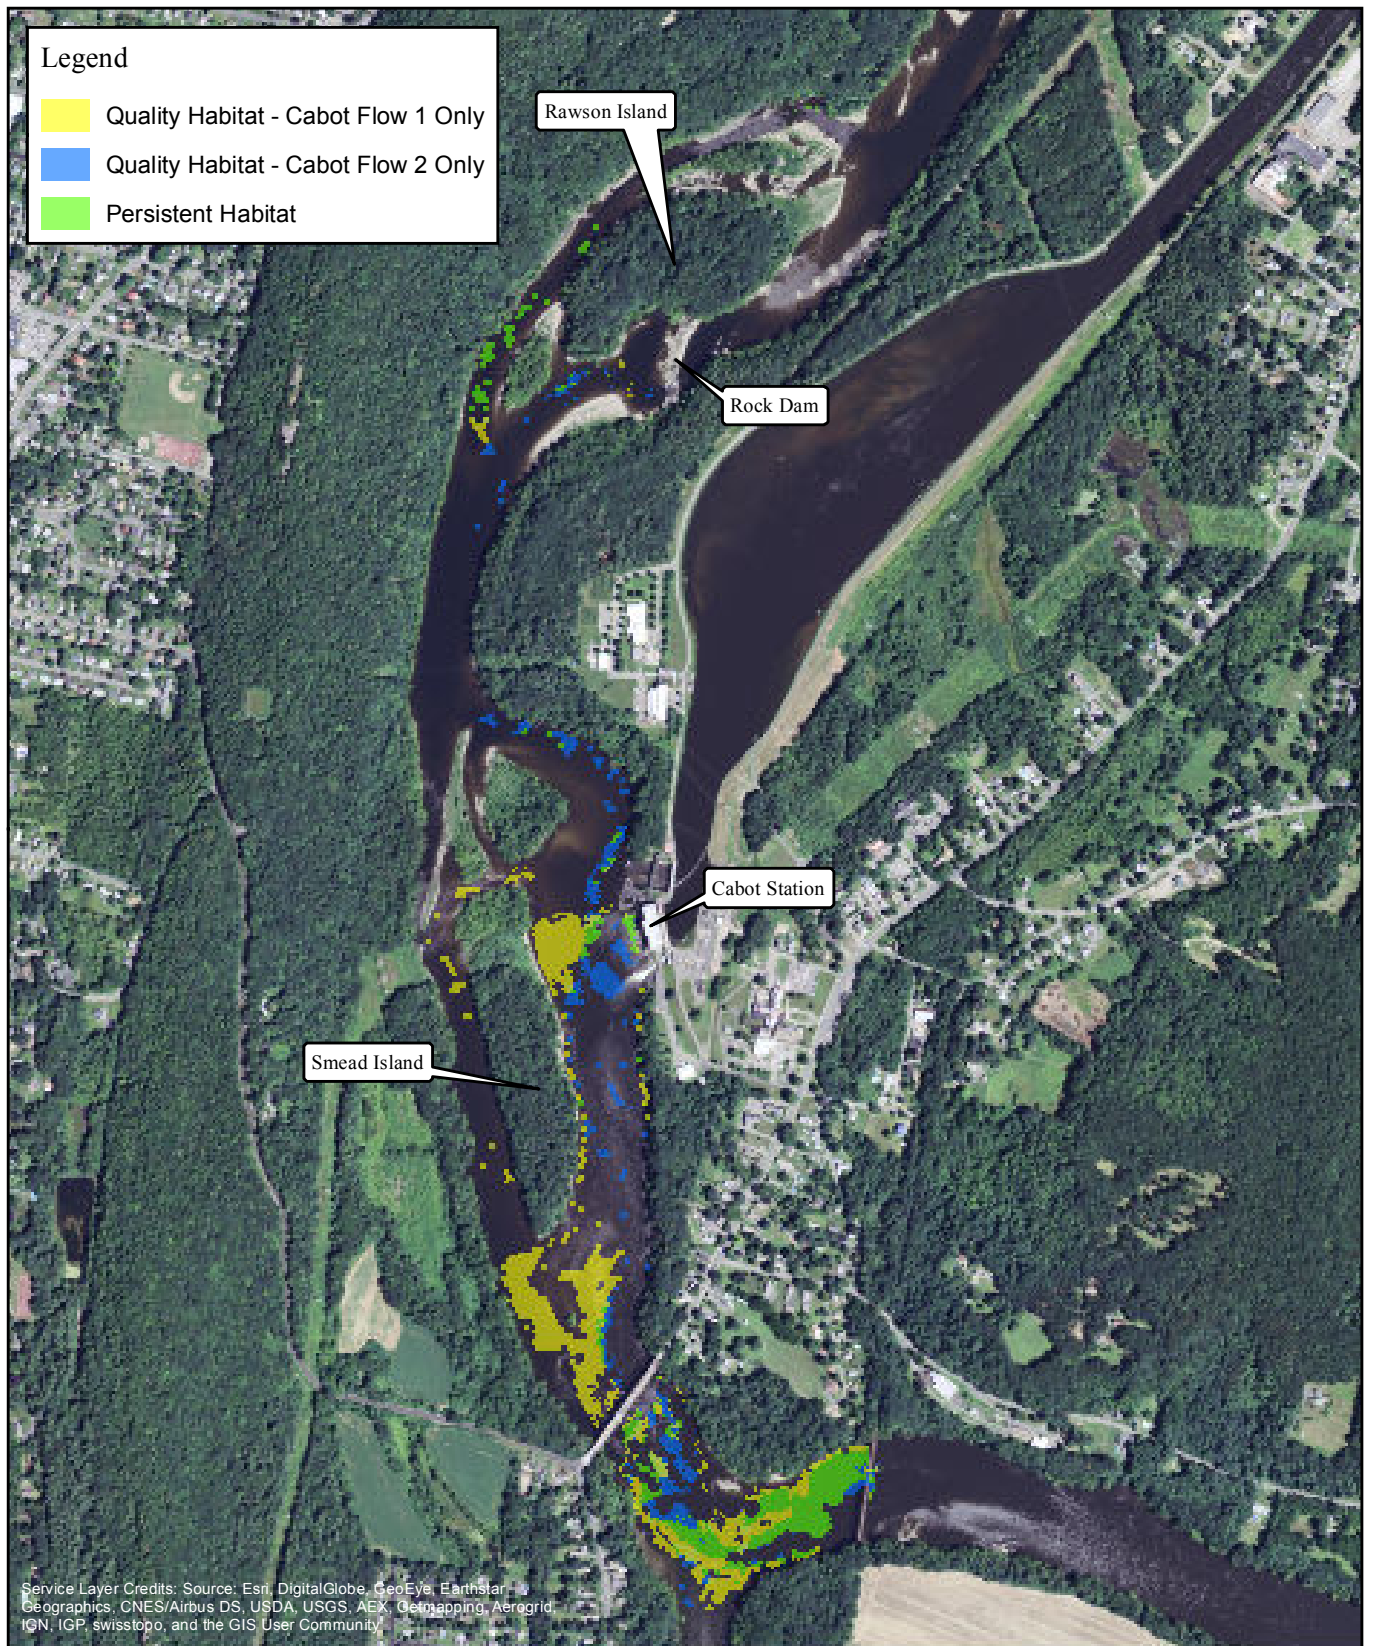 Legend
Quality Habitat - Cabot Flow 1 Only
Quality Habitat - Cabot Flow 2 Only
Persistent Habitat
Rawson Island
Rock Dam
Cabot Station
Smead Island
Service Layer Credits: Source: Esri, DigitalGlobe, GeoEye, Earthstar
Geographics, CNES/Airbus DS, USDA, USGS, AEX, Getmapping, Aerogrid,
IGN, IGP, swisstopo, and the GIS User Community